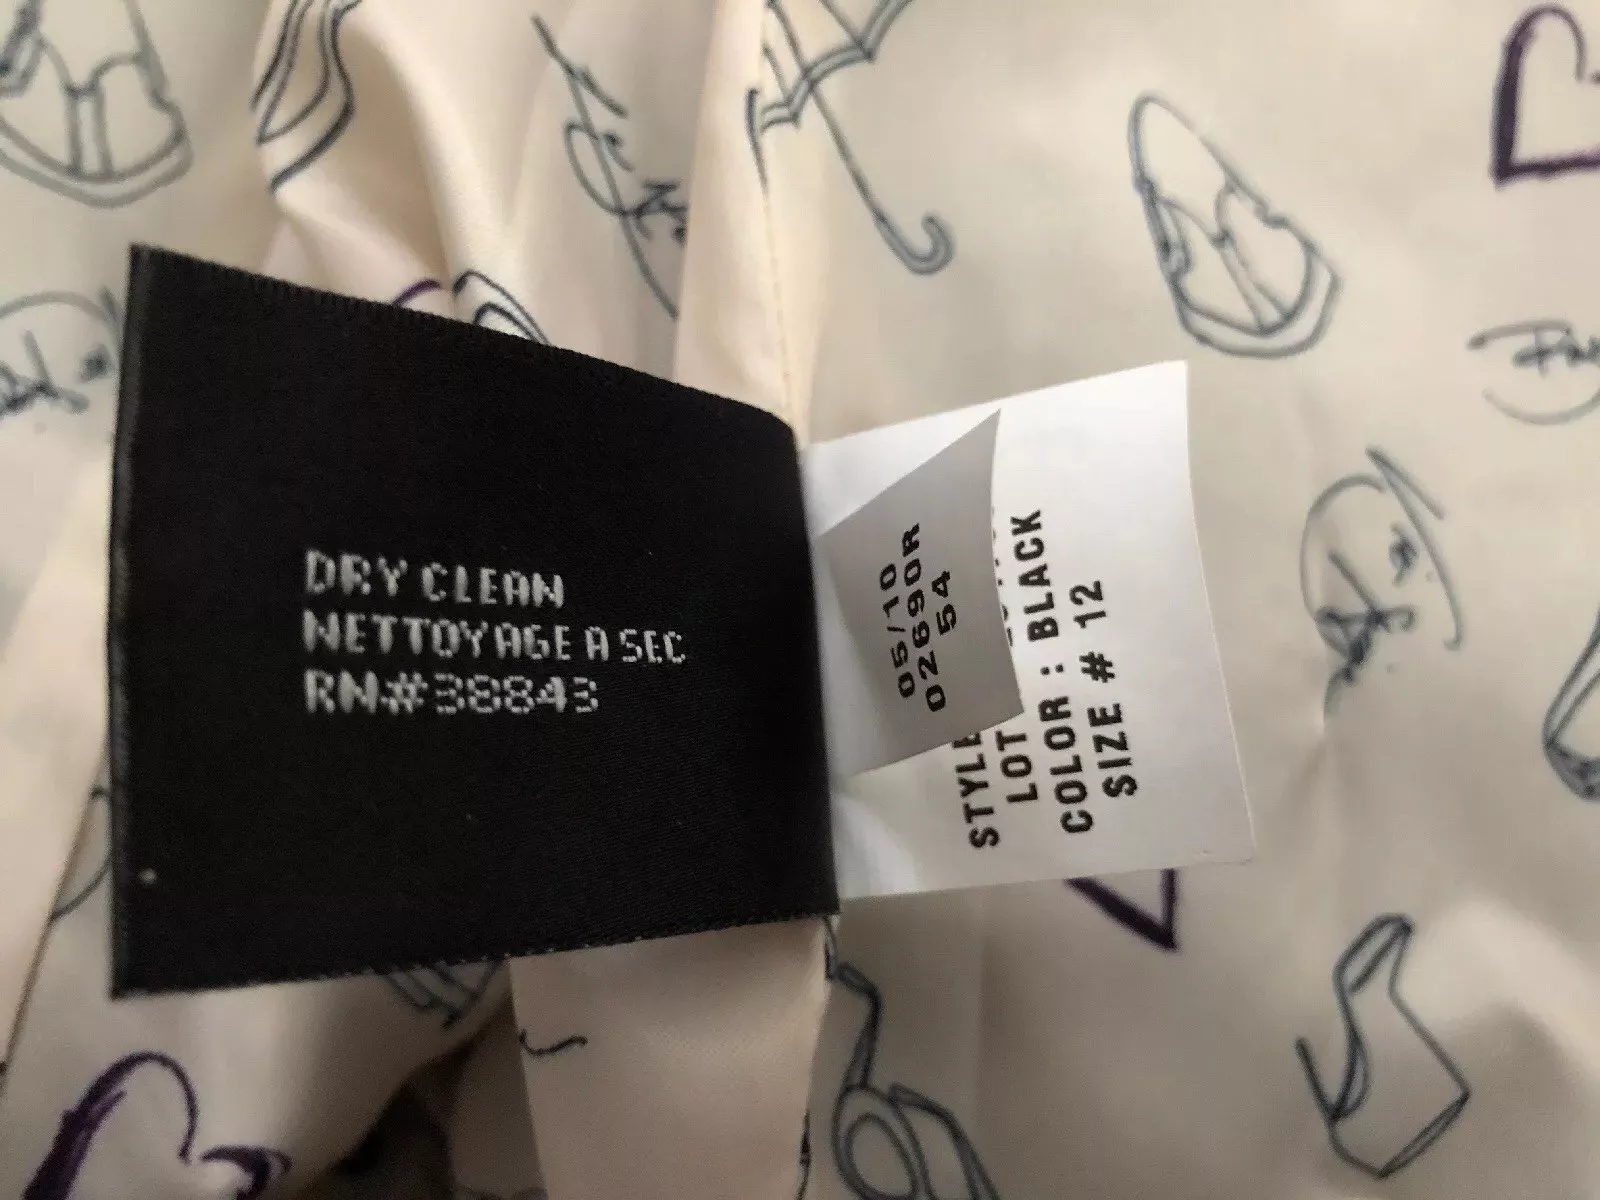 DRY CLEAN
NETTOYAGE A SEC
RN#38843
05/10
02690R
54
STYLE
LOT
COLOR : BLACK
SIZE # 12